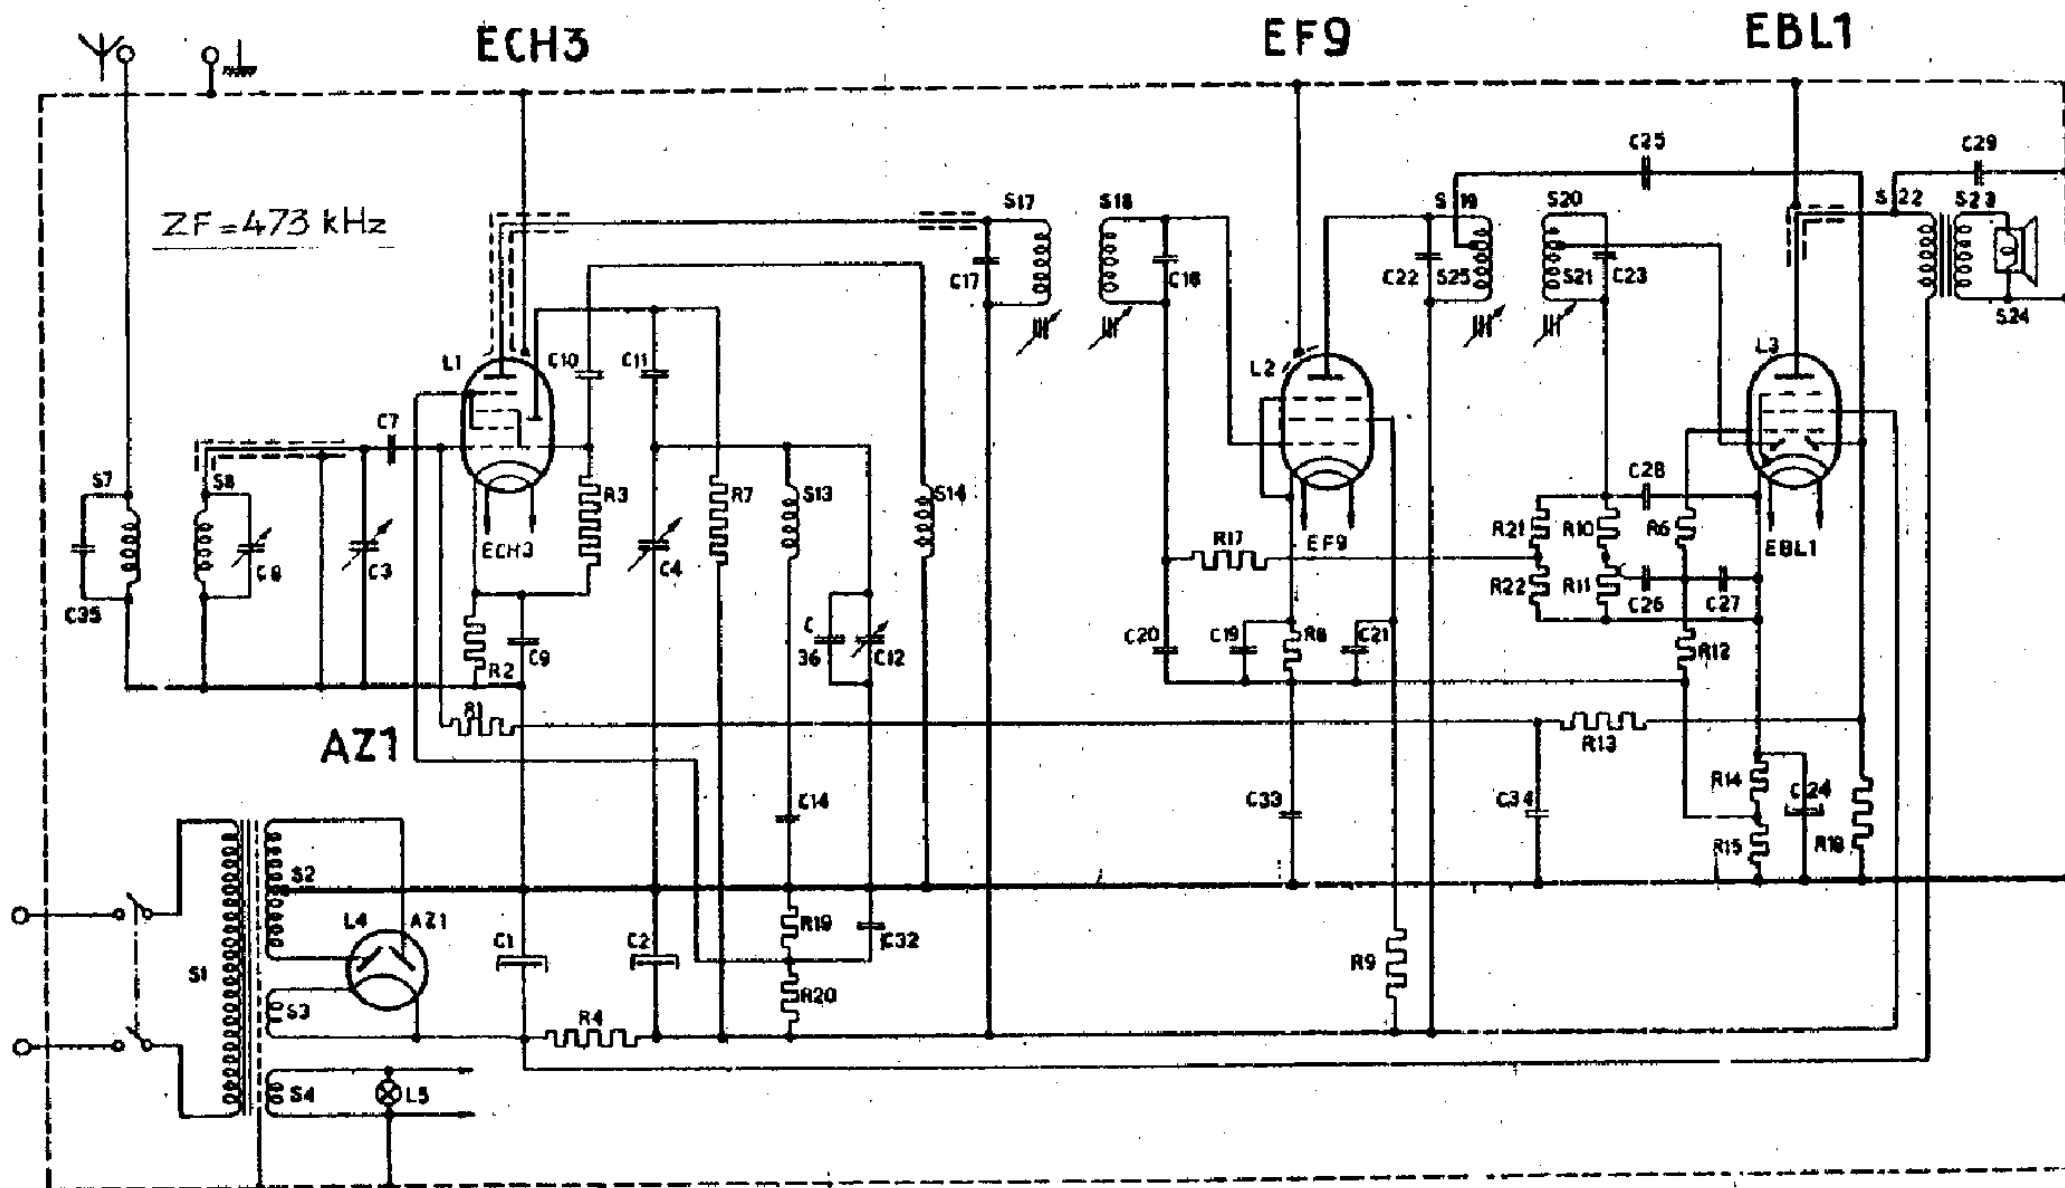 ECH3
EF9
EBL1
ZF=473 kHz
C25
C29
S17
S18
S19
S20
S22
S23
C17
C16
C22
S25
S21
C23
S24
L1
C10
C11
L2
L3
C7
S7
S8
R3
R7
S13
S14
C28
R21
R10
R6
ECH3
EF9
EBL1
R17
C35
C8
C3
C4
R22
R11
C26
C27
C
36
C12
C20
C19
R8
C21
R12
R2
C9
R1
R13
AZ1
C14
C33
C34
R14
C24
R15
R18
S2
L4
AZ1
C1
C2
R19
C32
S1
R9
S3
R20
R4
S4
L5